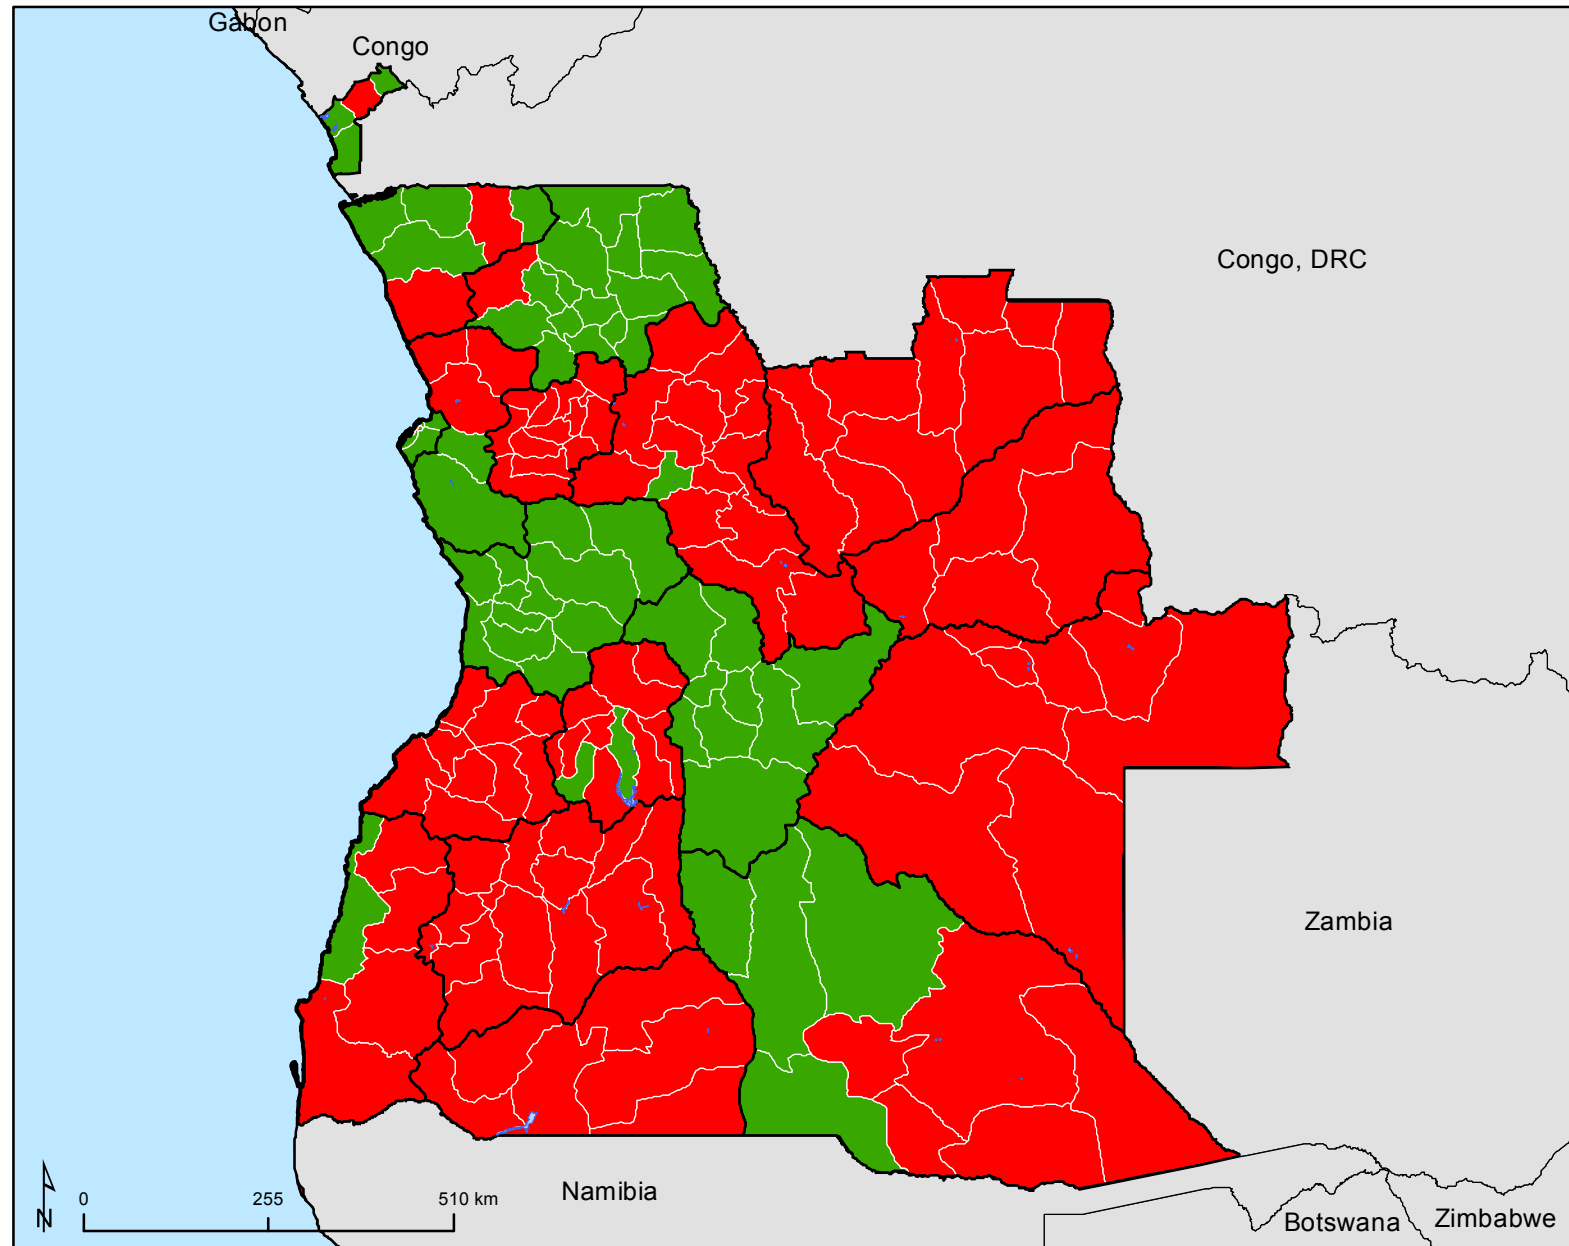 Gabon
Congo
Congo, DRC
Zambia
N
0 255 510 km
Namibia
Botswana
Zimbabwe